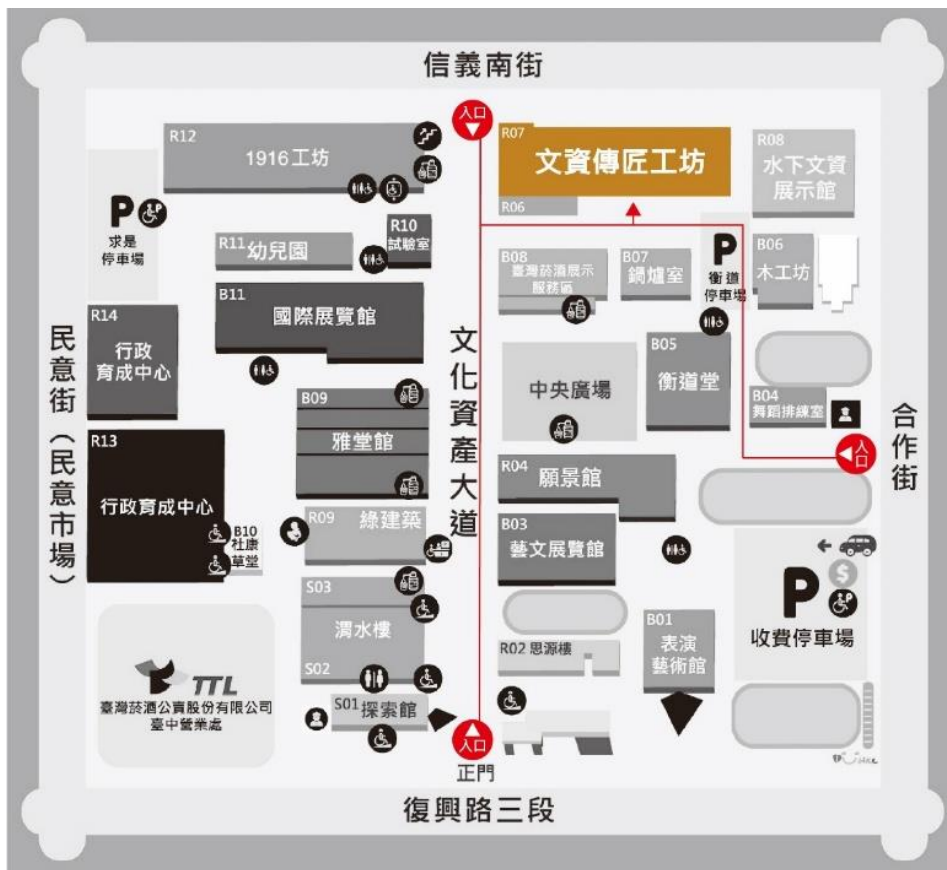 信義南街
入口
R12
1916工坊
P
求是
停車場
R11 幼兒園
R10
試驗室
R07
文資傳匠工坊
R06
R08
水下文資
展示館
B08
臺灣菸酒展示
服務區
B07
鍋爐室
P
衡道
停車場
B06
木工坊
B11
國際展覽館
R14
行政
育成中心
民意街（民意市場）
文化資產大道
中央廣場
B05
衡道堂
B04
舞蹈排練室
入口
合作街
B09
雅堂館
R13
行政育成中心
B10
杜康
草堂
R09
綠建築
R04
願景館
B03
藝文展覽館
$
P
收費停車場
S03
渭水樓
S02
B01
表演
藝術館
R02 思源樓
TTL
臺灣菸酒公賣股份有限公司
臺中營業處
S01 探索館
入口
正門
復興路三段